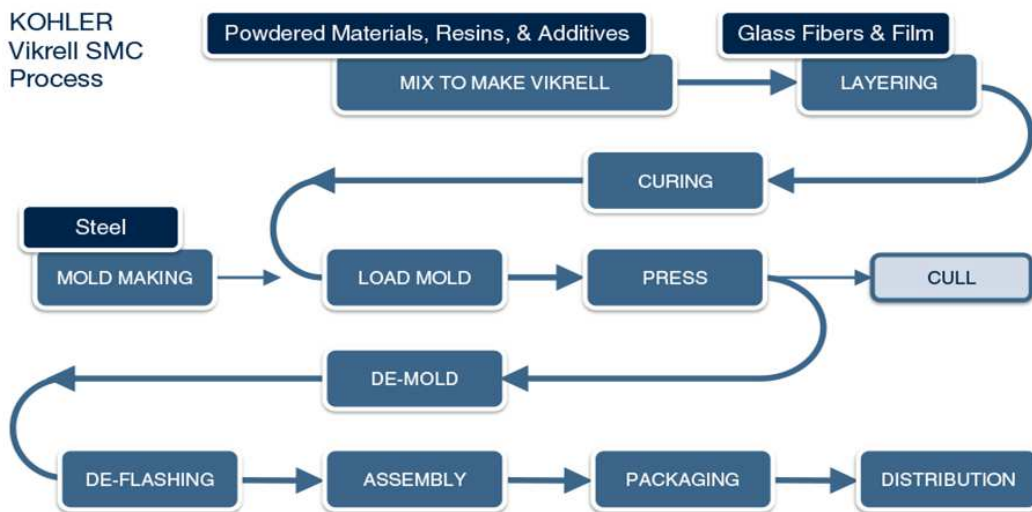 KOHLER
Vikrell SMC
Process
Powdered Materials, Resins, & Additives
Glass Fibers & Film
MIX TO MAKE VIKRELL
LAYERING
CURING
Steel
MOLD MAKING
LOAD MOLD
PRESS
CULL
DE-MOLD
DE-FLASHING
ASSEMBLY
PACKAGING
DISTRIBUTION